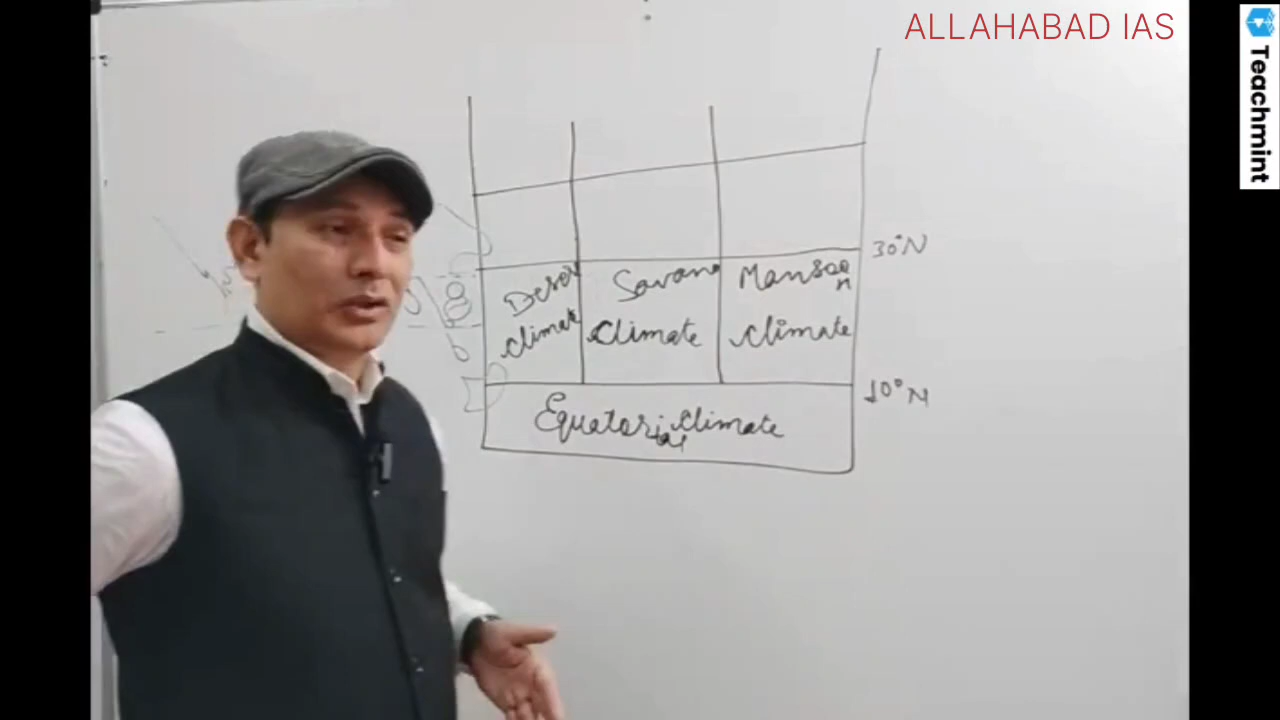 ALLAHABAD IAS
Teachmint
30°N
Desert Savana Mansoon
climate Climate climate
10°N
Equatorial climate